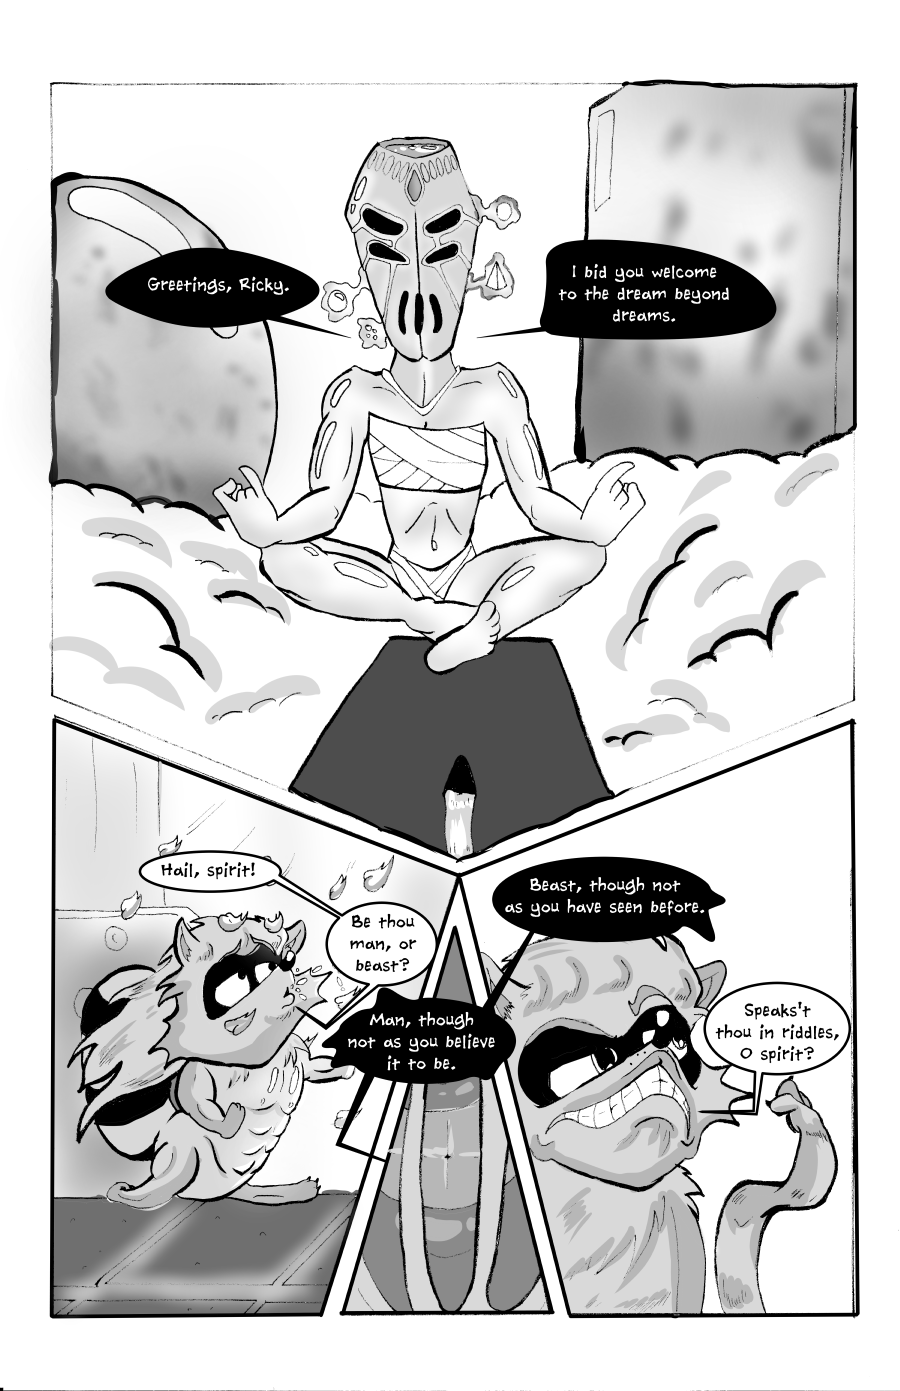 Greetings, Ricky.
I bid you welcome
to the dream beyond
dreams.
Hail, spirit!
Be thou
man, or
beast?
Man, though
not as you believe
it to be.
Beast, though not
as you have seen before.
Speaks't
thou in riddles,
O spirit?